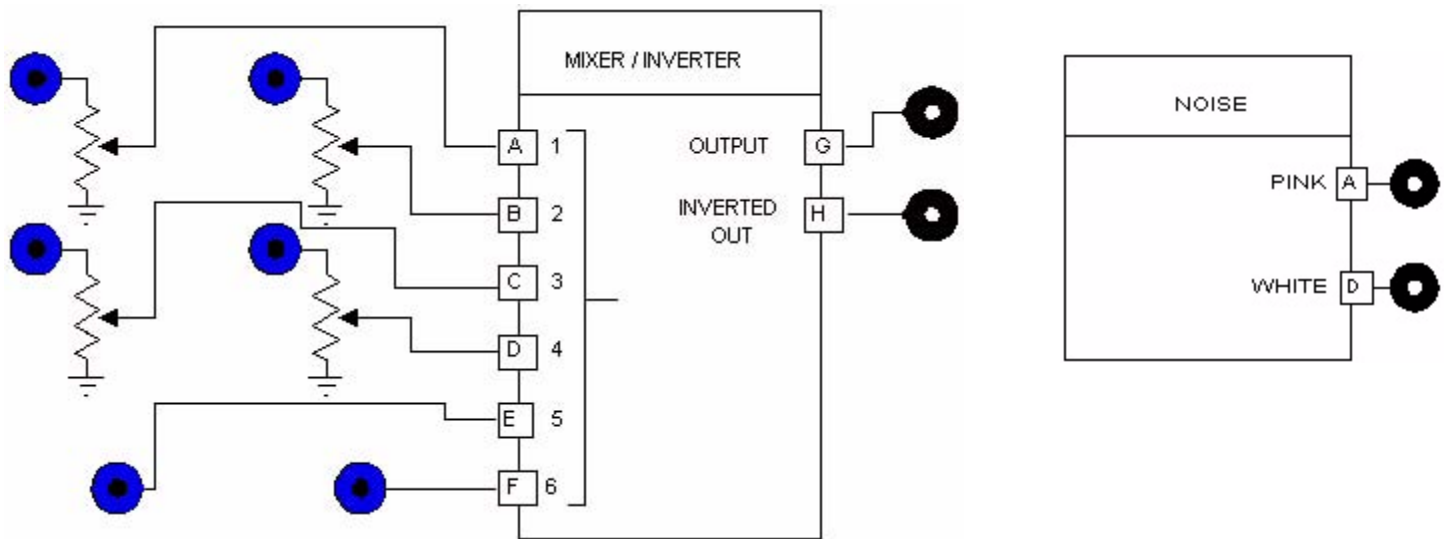 MIXER / INVERTER
A 1
B 2
C 3
D 4
E 5
F 6
OUTPUT G
INVERTED
OUT
H
NOISE
PINK A
WHITE D